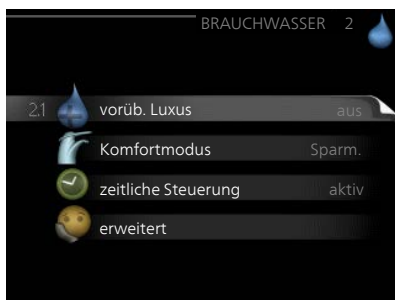 BRAUCHWASSER 2
2.1 vorüb. Luxus aus
Komfortmodus Sparm.
zeitliche Steuerung aktiv
erweitert